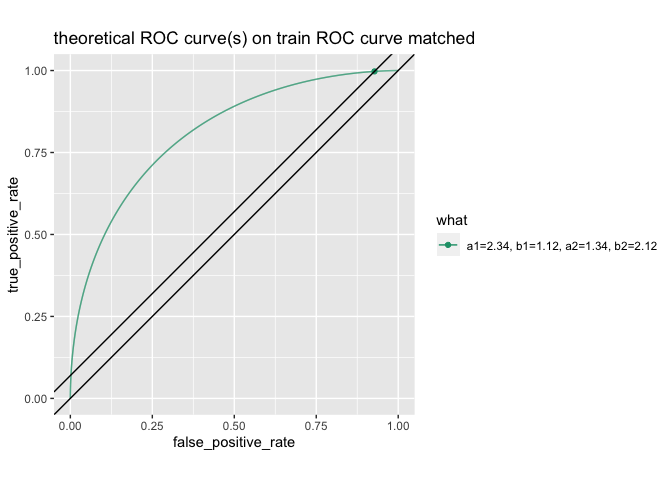 theoretical ROC curve(s) on train ROC curve matched
1.00
0.75
0.50
0.25
0.00
true_positive_rate
0.00 0.25 0.50 0.75 1.00
false_positive_rate
what
a1=2.34, b1=1.12, a2=1.34, b2=2.12